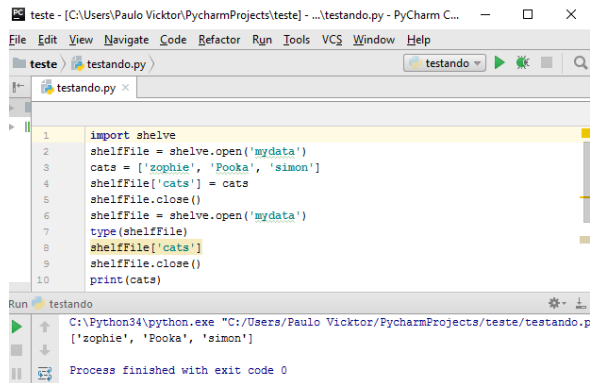 teste - [C:\Users\Paulo Vicktor\PycharmProjects\teste] - ...\testando.py - PyCharm C...
File Edit View Navigate Code Refactor Run Tools VCS Window Help
teste testando.py testando
testando.py
1 import shelve
2 shelfFile = shelve.open('mydata')
3 cats = ['zophie', 'Pooka', 'simon']
4 shelfFile['cats'] = cats
5 shelfFile.close()
6 shelfFile = shelve.open('mydata')
7 type(shelfFile)
8 shelfFile['cats']
9 shelfFile.close()
10 print(cats)
Run testando
C:\Python34\python.exe "C:/Users/Paulo Vicktor/PycharmProjects/teste/testando.p
['zophie', 'Pooka', 'simon']
Process finished with exit code 0